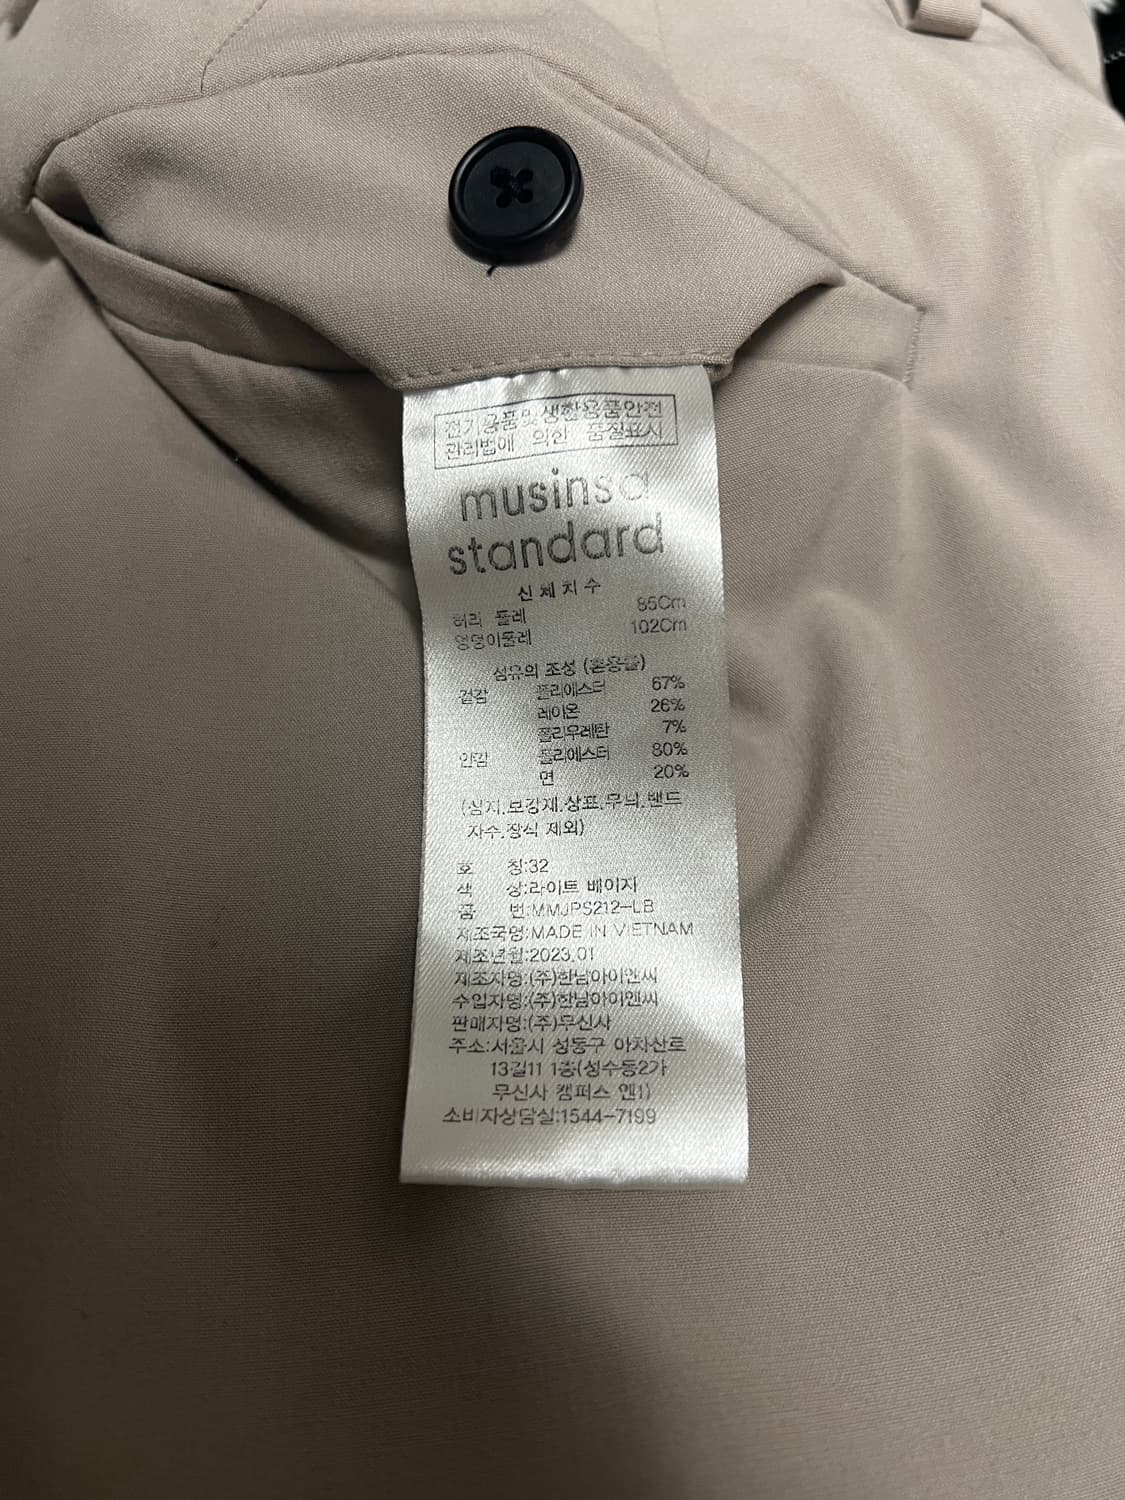 전기용품및생활용품안전
관리법에 의한 품질표시
musinsa
standard
신체치수
허리 둘레 85Cm
엉덩이둘레 102Cm
섬유의 조성 (혼용률)
겉감 폴리에스터 67%
레이온 26%
폴리우레탄 7%
안감 폴리에스터 80%
면 20%
(심지,보강재,상표,무늬,밴드
자수,장식 제외)
호 칭:32
색 상:라이트 베이지
품 번:MMJPS212-LB
제조국명:MADE IN VIETNAM
제조년월:2023.01
제조자명:(주)한남아이앤씨
수입자명:(주)한남아이앤씨
판매자명:(주)무신사
주소:서울시 성동구 아차산로
13길11 1층(성수동2가
무신사 캠퍼스 엔1)
소비자상담실:1544-7199